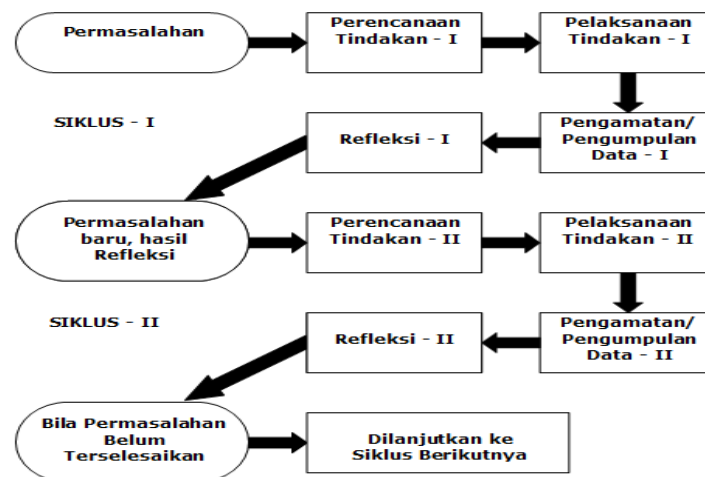 Permasalahan
Perencanaan
Tindakan - I
Pelaksanaan
Tindakan - I
SIKLUS - I
Refleksi - I
Pengamatan/
Pengumpulan
Data - I
Permasalahan
baru, hasil
Refleksi
Perencanaan
Tindakan - II
Pelaksanaan
Tindakan - II
SIKLUS - II
Refleksi - II
Pengamatan/
Pengumpulan
Data - II
Bila Permasalahan
Belum
Terselesaikan
Dilanjutkan ke
Siklus Berikutnya